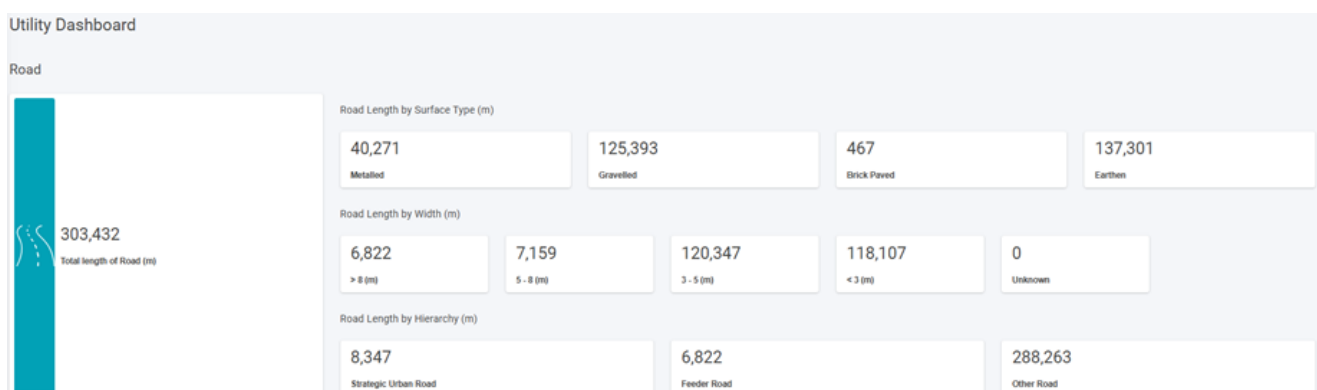 Utility Dashboard
Road
303,432
Total length of Road (m)
Road Length by Surface Type (m)
40,271 125,393 467 137,301
Metalled Gravelled Brick Paved Earthen
Road Length by Width (m)
6,822 7,159 120,347 118,107 0
> 8 (m) 5 - 8 (m) 3 - 5 (m) < 3 (m) Unknown
Road Length by Hierarchy (m)
8,347 6,822 288,263
Strategic Urban Road Feeder Road Other Road